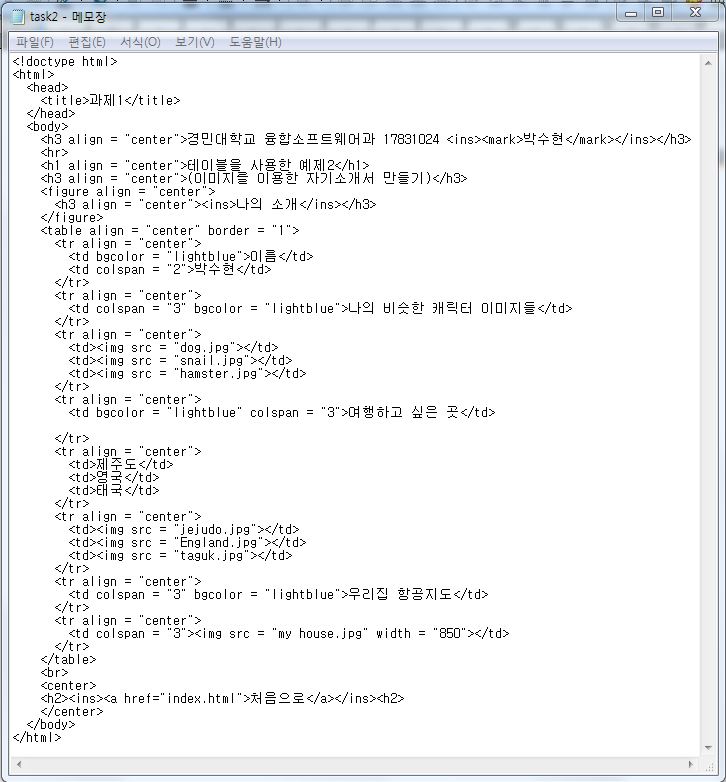 task2 - 메모장
파일(F) 편집(E) 서식(O) 보기(V) 도움말(H)
<!doctype html>
<html>
  <head>
    <title>과제1</title>
  </head>
  <body>
    <h3 align = "center">경민대학교 융합소프트웨어과 17831024 <ins><mark>박수현</mark></ins></h3>
    <hr>
    <h1 align = "center">테이블을 사용한 예제2</h1>
    <h3 align = "center">(이미지를 이용한 자기소개서 만들기)</h3>
    <figure align = "center">
      <h3 align = "center"><ins>나의 소개</ins></h3>
    </figure>
    <table align = "center" border = "1">
      <tr align = "center">
        <td bgcolor = "lightblue">이름</td>
        <td colspan = "2">박수현</td>
      </tr>
      <tr align = "center">
        <td colspan = "3" bgcolor = "lightblue">나의 비슷한 캐릭터 이미지들</td>
      </tr>
      <tr align = "center">
        <td><img src = "dog.jpg"></td>
        <td><img src = "snail.jpg"></td>
        <td><img src = "hamster.jpg"></td>
      </tr>
      <tr align = "center">
        <td bgcolor = "lightblue" colspan = "3">여행하고 싶은 곳</td>

      </tr>
      <tr align = "center">
        <td>제주도</td>
        <td>영국</td>
        <td>태국</td>
      </tr>
      <tr align = "center">
        <td><img src = "jejudo.jpg"></td>
        <td><img src = "England.jpg"></td>
        <td><img src = "taguk.jpg"></td>
      </tr>
      <tr align = "center">
        <td colspan = "3" bgcolor = "lightblue">우리집 항공지도</td>
      </tr>
      <tr align = "center">
        <td colspan = "3"><img src = "my house.jpg" width = "850"></td>
      </tr>
    </table>
    <br>
    <center>
    <h2><ins><a href="index.html">처음으로</a></ins><h2>
    </center>
  </body>
</html>